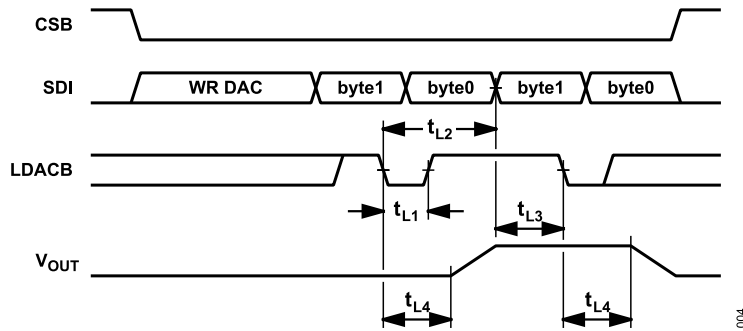 CSB
SDI
WR DAC byte1 byte0 byte1 byte0
tL2
LDACB
tL1
tL3
VOUT
tL4 tL4
004